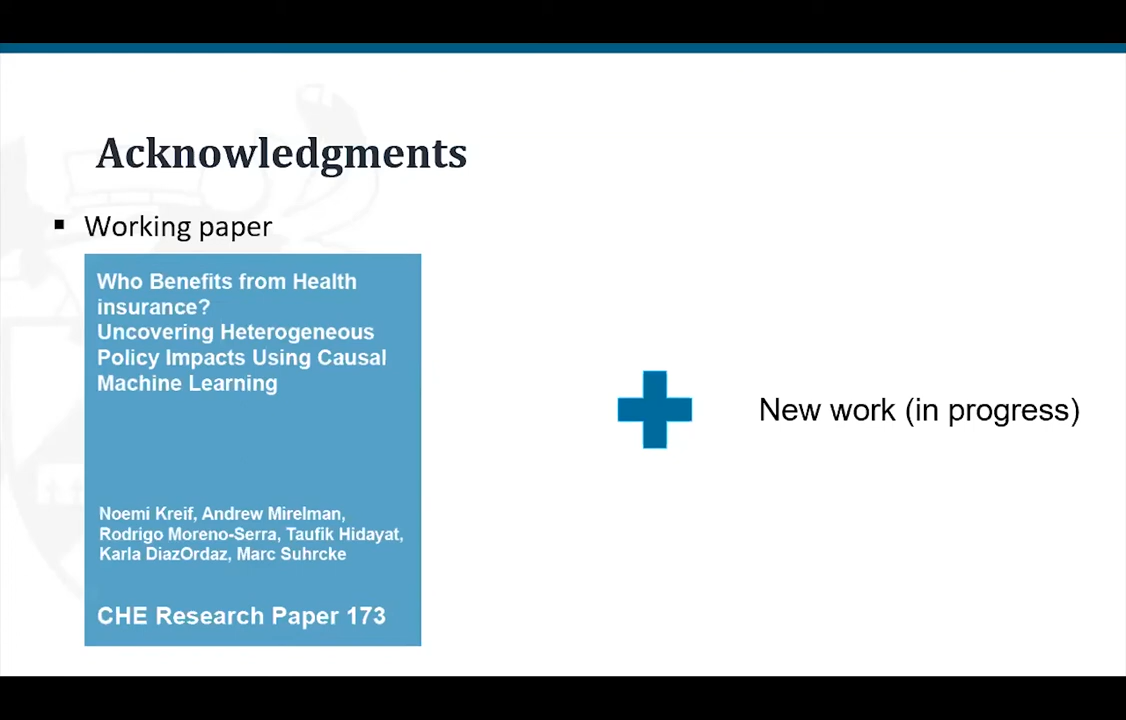 Acknowledgments
▪ Working paper
Who Benefits from Health
insurance?
Uncovering Heterogeneous
Policy Impacts Using Causal
Machine Learning
Noemi Kreif, Andrew Mirelman,
Rodrigo Moreno-Serra, Taufik Hidayat,
Karla DiazOrdaz, Marc Suhrcke
CHE Research Paper 173
New work (in progress)